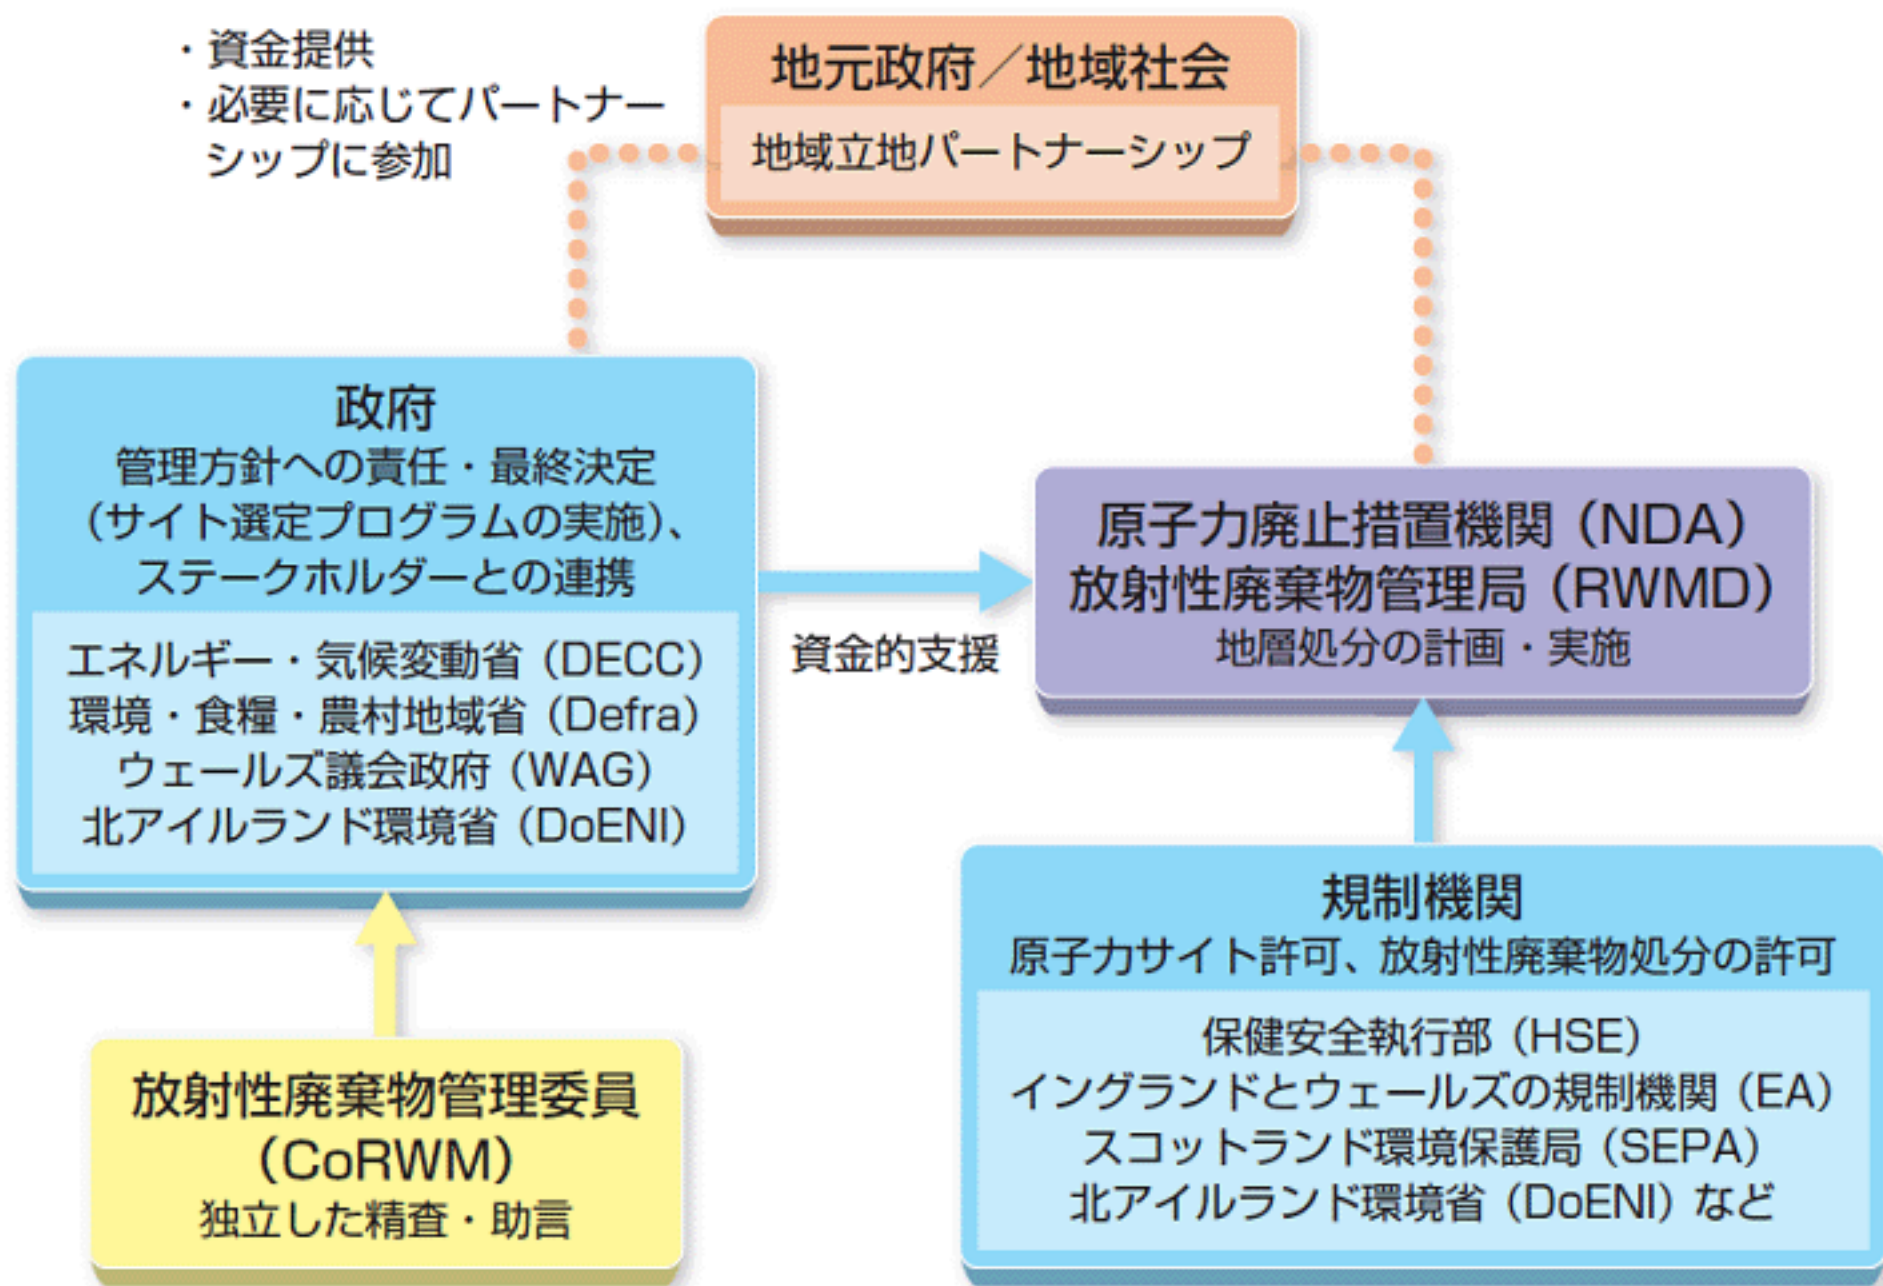 ・資金提供
・必要に応じてパートナー
シップに参加
地元政府／地域社会
地域立地パートナーシップ
政府
管理方針への責任・最終決定
（サイト選定プログラムの実施）、
ステークホルダーとの連携
エネルギー・気候変動省（DECC）
環境・食糧・農村地域省（Defra）
ウェールズ議会政府（WAG）
北アイルランド環境省（DoENI）
資金的支援
原子力廃止措置機関（NDA）
放射性廃棄物管理局（RWMD）
地層処分の計画・実施
放射性廃棄物管理委員
（CoRWM）
独立した精査・助言
規制機関
原子力サイト許可、放射性廃棄物処分の許可
保健安全執行部（HSE）
イングランドとウェールズの規制機関（EA）
スコットランド環境保護局（SEPA）
北アイルランド環境省（DoENI）など